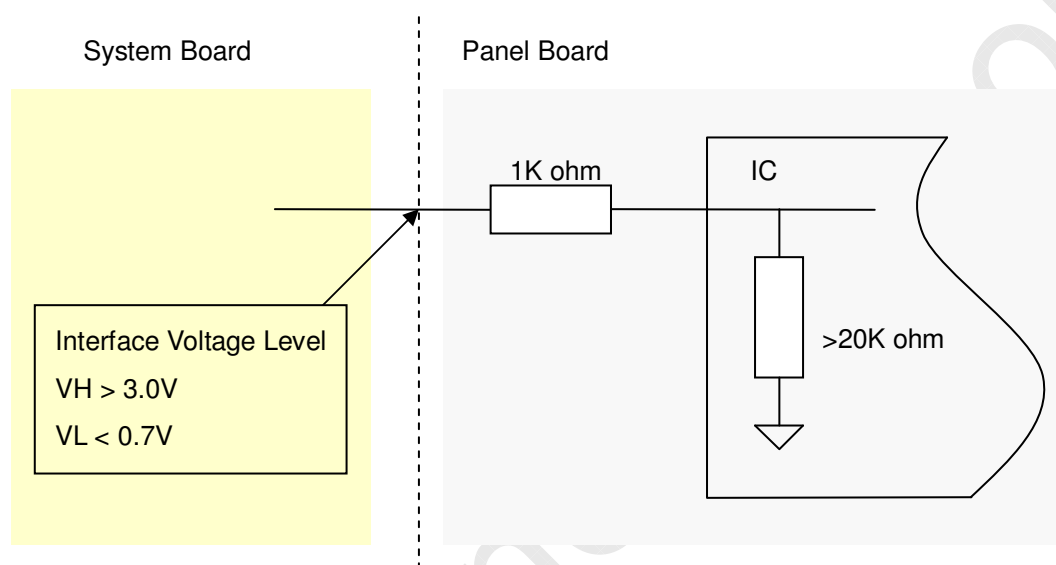 System Board
Panel Board
1K ohm
IC
Interface Voltage Level
VH > 3.0V
VL < 0.7V
>20K ohm